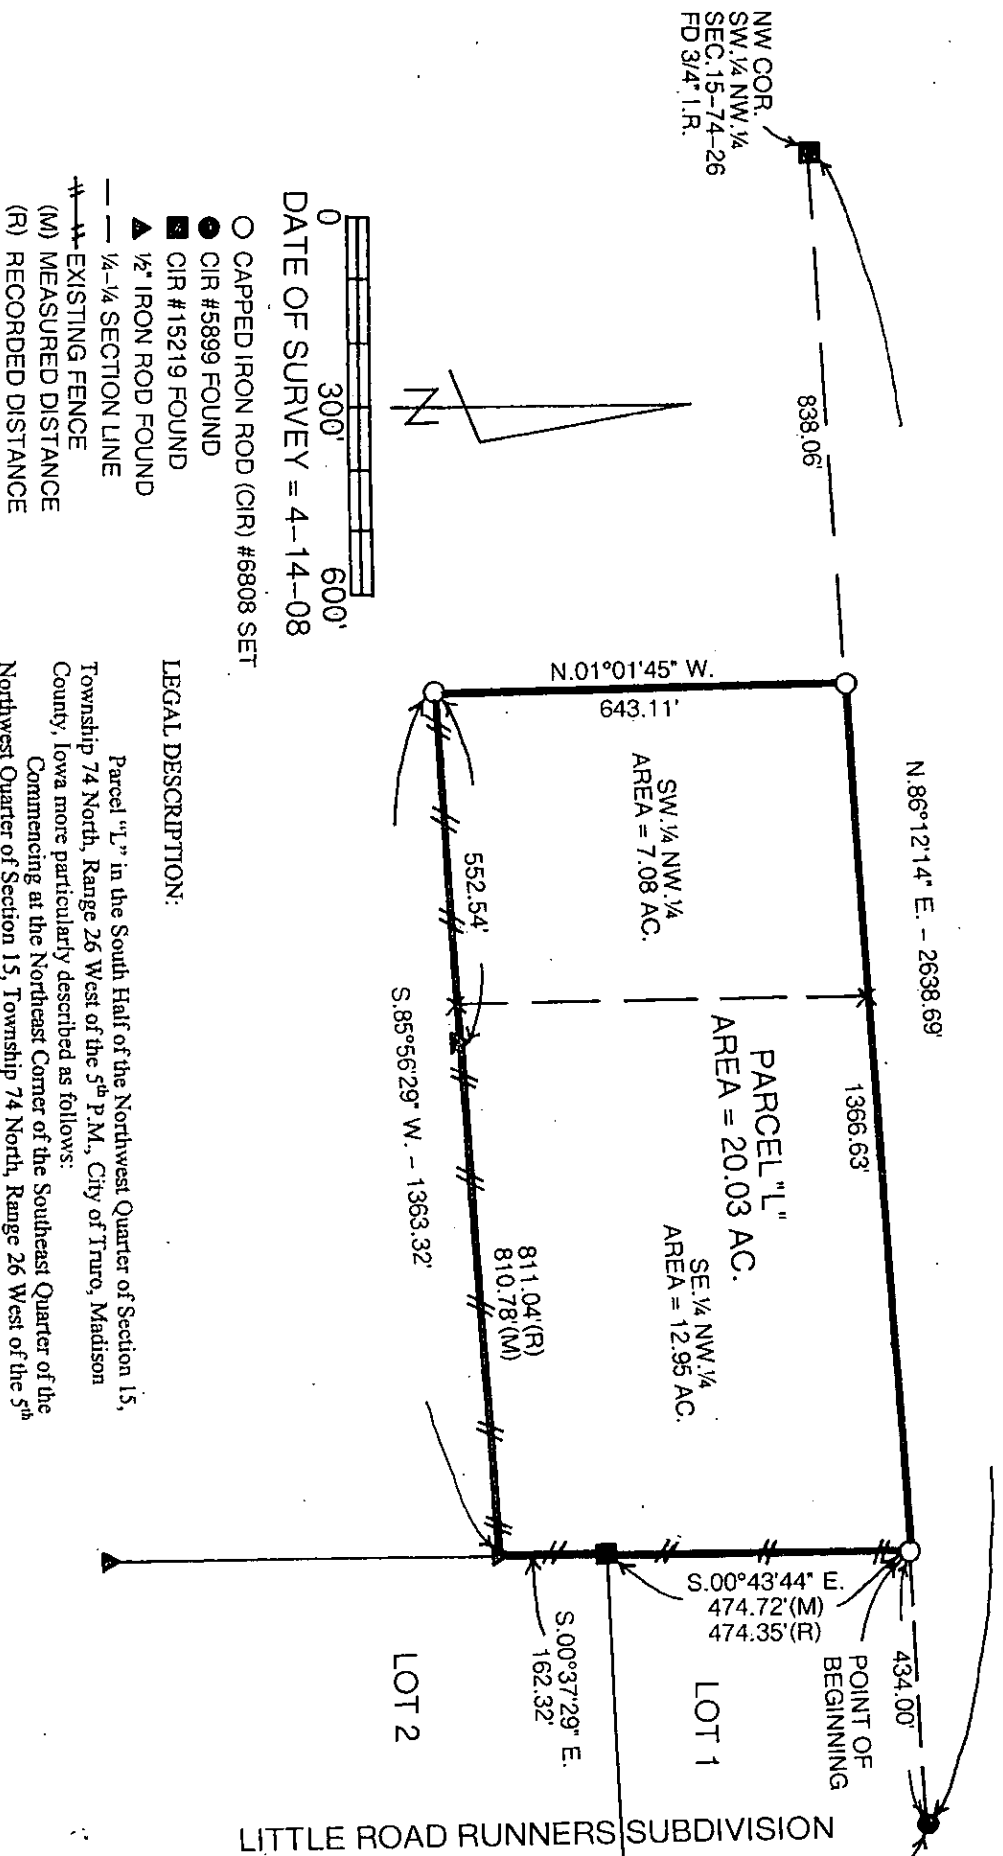 NW COR.
SW.¼ NW.¼
SEC.15–74–26
FD 3/4" I.R.
838.06'
N.86°12'14" E. – 2638.69'
1366.63'
434.00'
POINT OF
BEGINNING
N.01°01'45" W.
643.11'
SW.¼ NW.¼
AREA = 7.08 AC.
PARCEL "L"
AREA = 20.03 AC.
SE.¼ NW.¼
AREA = 12.95 AC.
S.00°43'44" E.
474.72'(M)
474.35'(R)
LOT 1
S.00°37'29" E.
162.32'
LOT 2
LITTLE ROAD RUNNERS SUBDIVISION
552.54'
811.04'(R)
810.78'(M)
S.85°56'29" W. – 1363.32'
N
0 300' 600'
DATE OF SURVEY = 4–14–08
CAPPED IRON ROD (CIR) #6808 SET
CIR #5899 FOUND
CIR #15219 FOUND
½" IRON ROD FOUND
¼–¼ SECTION LINE
EXISTING FENCE
(M) MEASURED DISTANCE
(R) RECORDED DISTANCE
LEGAL DESCRIPTION:
Parcel "L" in the South Half of the Northwest Quarter of Section 15,
Township 74 North, Range 26 West of the 5th P.M., City of Truro, Madison
County, Iowa more particularly described as follows:
Commencing at the Northeast Corner of the Southeast Quarter of the
Northwest Quarter of Section 15, Township 74 North, Range 26 West of the 5th